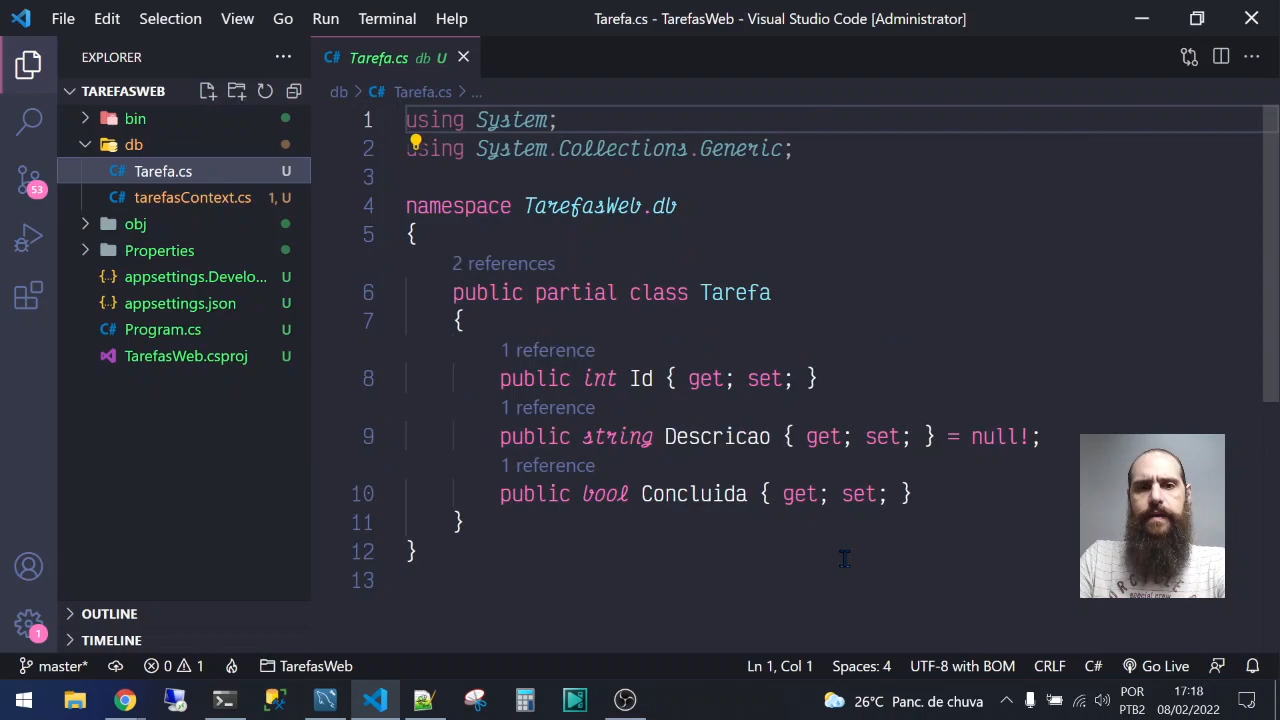 File Edit Selection View Go Run Terminal Help
Tarefa.cs - TarefasWeb - Visual Studio Code [Administrator]
EXPLORER
C# Tarefa.cs db U
TAREFASWEB
db > C# Tarefa.cs > ...
bin
db
C# Tarefa.cs U
C# tarefasContext.cs 1, U
53
obj
Properties
{..} appsettings.Develo... U
{..} appsettings.json U
C# Program.cs U
TarefasWeb.csproj U
1 using System;
2 using System.Collections.Generic;
3
4 namespace TarefasWeb.db
5 {
2 references
6 public partial class Tarefa
7 {
1 reference
8 public int Id { get; set; }
1 reference
9 public string Descricao { get; set; } = null!;
1 reference
10 public bool Concluida { get; set; }
11 }
12 }
13
OUTLINE
1
TIMELINE
master* 0 1 TarefasWeb Ln 1, Col 1 Spaces: 4 UTF-8 with BOM CRLF C# Go Live
26°C Panc. de chuva POR 17:18
PTB2 08/02/2022